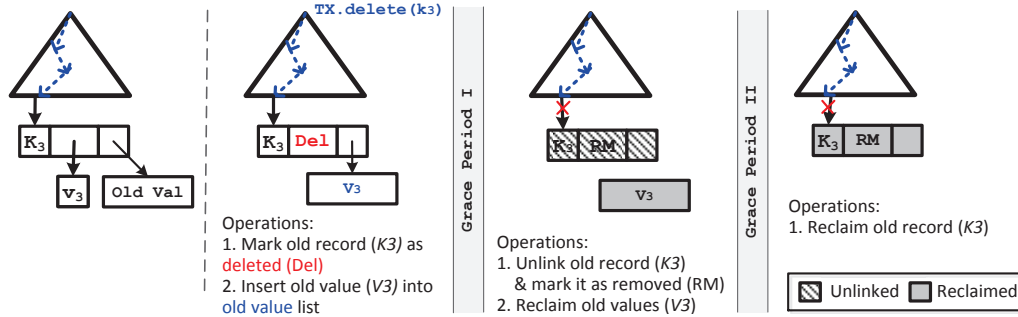 TX.delete(k3)
K3
V3
Old Val
K3 Del
V3
Operations:
1. Mark old record (K3) as
deleted (Del)
2. Insert old value (V3) into
old value list
Grace Period I
K3 RM
V3
Operations:
1. Unlink old record (K3)
& mark it as removed (RM)
2. Reclaim old values (V3)
Grace Period II
K3 RM
Operations:
1. Reclaim old record (K3)
Unlinked
Reclaimed